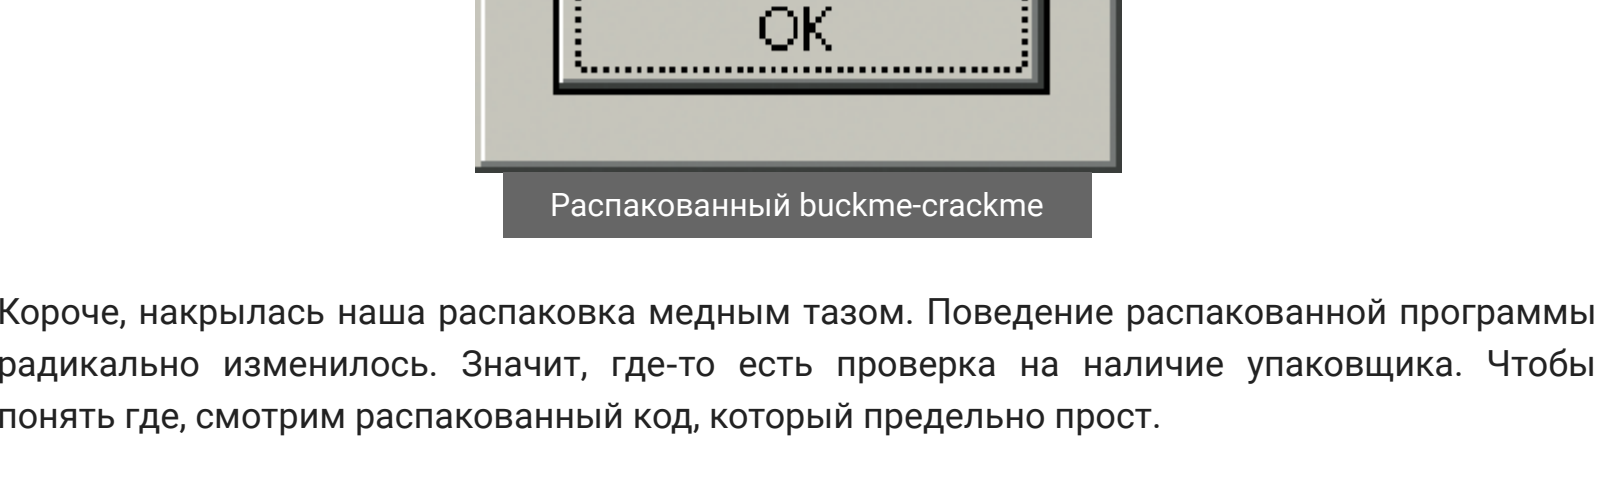 OK
Распакованный buckme-crackme
Короче, накрылась наша распаковка медным тазом. Поведение распакованной программы
радикально изменилось. Значит, где-то есть проверка на наличие упаковщика. Чтобы
понять где, смотрим распакованный код, который предельно прост.